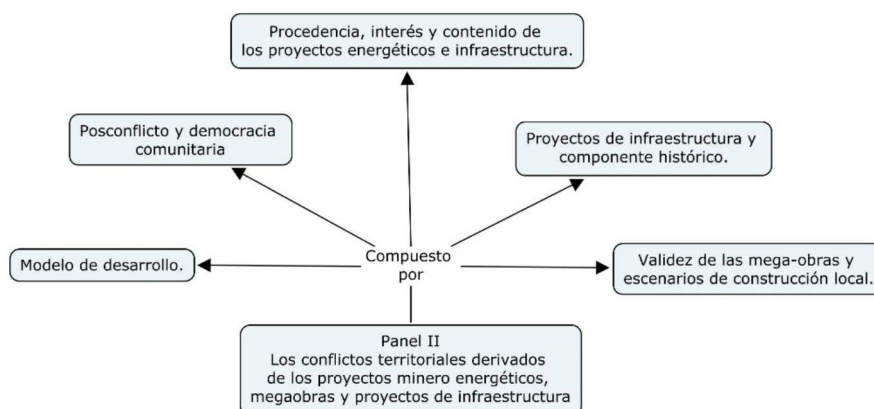 Procedencia, interés y contenido de
los proyectos energéticos e infraestructura.
Posconflicto y democracia
comunitaria
Proyectos de infraestructura y
componente histórico.
Compuesto
por
Modelo de desarrollo.
Validez de las mega-obras y
escenarios de construcción local.
Panel II
Los conflictos territoriales derivados
de los proyectos minero energéticos,
megaobras y proyectos de infraestructura